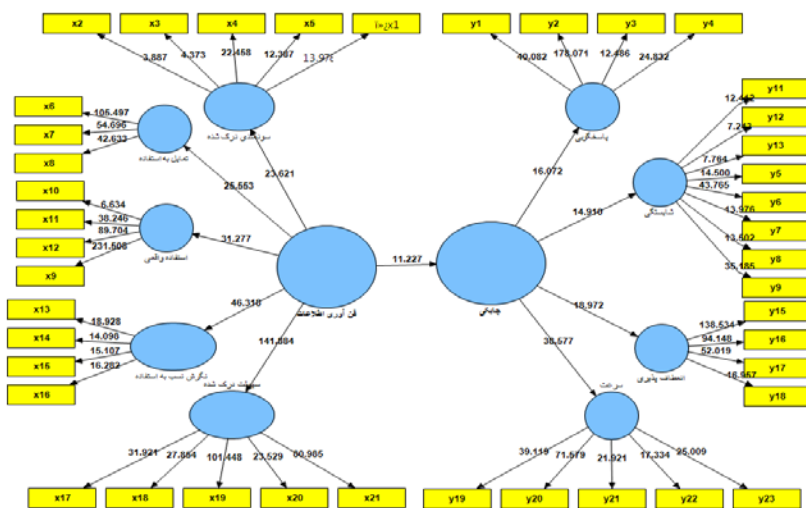 x2
x3
x4
x5
ï»¿x1
3.887
4.373
22.458
12.387
سودمندی درک شده
y1
y2
y3
y4
40.082
178.071
12.486
24.832
پاسخگویی
x6
x7
x8
105.497
54.696
42.633
تمایل به استفاده
x10
x11
x12
x9
6.634
38.246
89.704
231.508
استفاده واقعی
y11
y12
y13
y5
y6
y7
y8
y9
7.764
14.500
43.765
13.976
13.502
35.185
شایستگی
23.621
25.553
31.277
46.318
141.884
فن آوری اطلاعات
11.227
چابکی
16.072
14.910
18.972
38.577
x13
x14
x15
x16
18.928
14.098
15.107
16.282
نگرش نسبت به استفاده
y15
y16
y17
y18
138.534
94.148
52.019
16.957
انعطاف پذیری
سهولت درک شده
31.921
27.884
101.448
23.529
60.985
x17
x18
x19
x20
x21
سرعت
39.119
71.579
21.921
17.334
25.009
y19
y20
y21
y22
y23